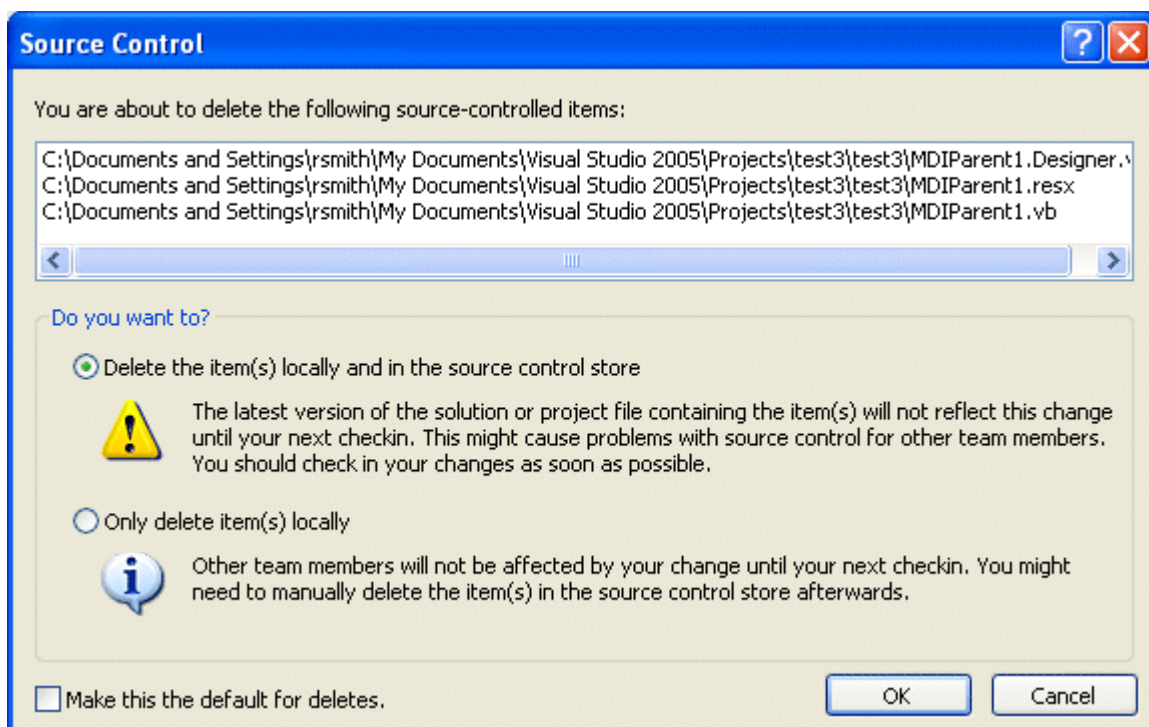 Source Control
You are about to delete the following source-controlled items:
C:\Documents and Settings\rsmith\My Documents\Visual Studio 2005\Projects\test3\test3\MDIParent1.Designer.v
C:\Documents and Settings\rsmith\My Documents\Visual Studio 2005\Projects\test3\test3\MDIParent1.resx
C:\Documents and Settings\rsmith\My Documents\Visual Studio 2005\Projects\test3\test3\MDIParent1.vb
Do you want to?
Delete the item(s) locally and in the source control store
The latest version of the solution or project file containing the item(s) will not reflect this change
until your next checkin. This might cause problems with source control for other team members.
You should check in your changes as soon as possible.
Only delete item(s) locally
Other team members will not be affected by your change until your next checkin. You might
need to manually delete the item(s) in the source control store afterwards.
Make this the default for deletes.
OK
Cancel